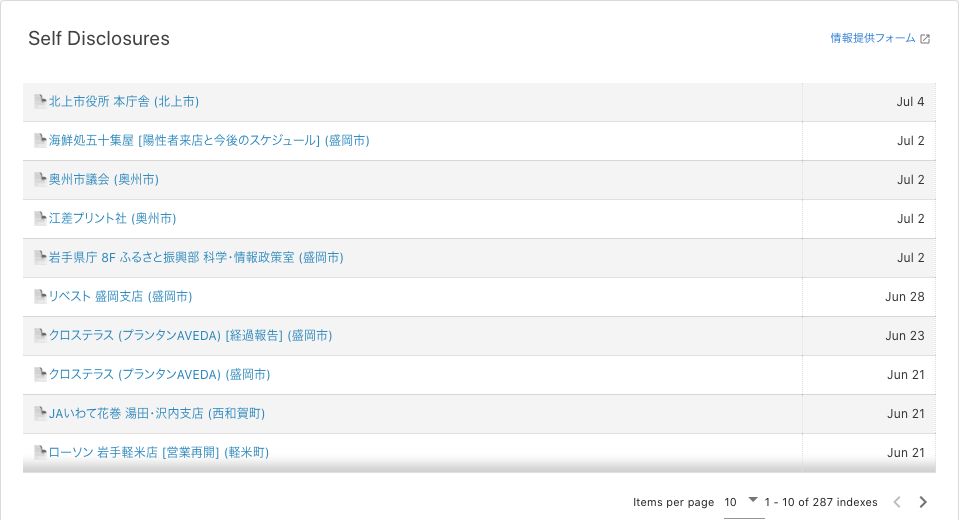 Self Disclosures
情報提供フォーム
北上市役所 本庁舎 (北上市) Jul 4
海鮮処五十集屋 [陽性者来店と今後のスケジュール] (盛岡市) Jul 2
奥州市議会 (奥州市) Jul 2
江差プリント社 (奥州市) Jul 2
岩手県庁 8F ふるさと振興部 科学・情報政策室 (盛岡市) Jul 2
リベスト 盛岡支店 (盛岡市) Jun 28
クロステラス (プランタンAVEDA) [経過報告] (盛岡市) Jun 23
クロステラス (プランタンAVEDA) (盛岡市) Jun 21
JAいわて花巻 湯田・沢内支店 (西和賀町) Jun 21
ローソン 岩手軽米店 [営業再開] (軽米町) Jun 21
Items per page 10 1 - 10 of 287 indexes